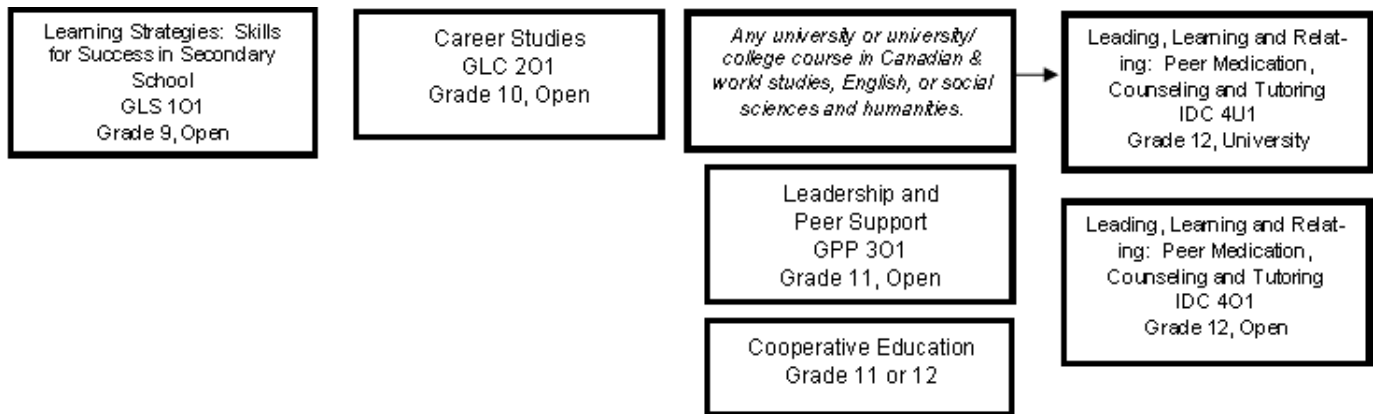 Learning Strategies: Skills
for Success in Secondary
School
GLS 1O1
Grade 9, Open
Career Studies
GLC 2O1
Grade 10, Open
Any university or university/
college course in Canadian &
world studies, English, or social
sciences and humanities.
Leading, Learning and Relat-
ing: Peer Medication,
Counseling and Tutoring
IDC 4U1
Grade 12, University
Leadership and
Peer Support
GPP 3O1
Grade 11, Open
Leading, Learning and Relat-
ing: Peer Medication,
Counseling and Tutoring
IDC 4O1
Grade 12, Open
Cooperative Education
Grade 11 or 12